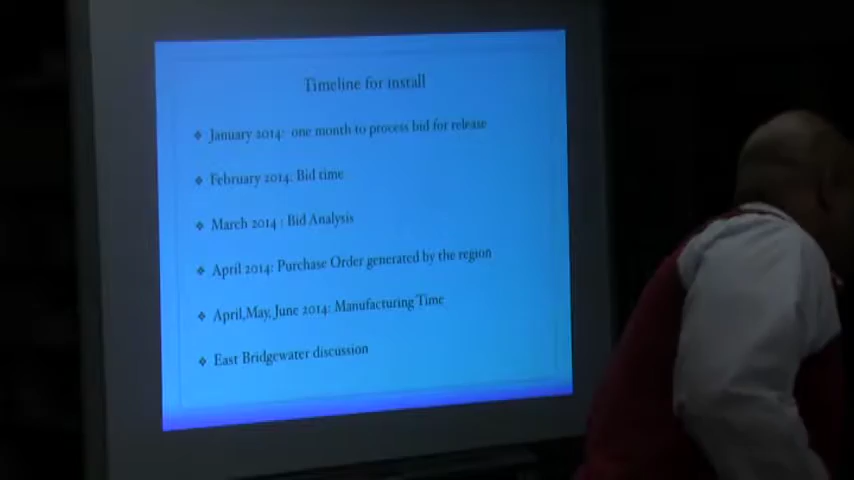 Timeline for install
January 2014: one month to process bid for release
February 2014: Bid time
March 2014 : Bid Analysis
April 2014: Purchase Order generated by the region
April,May, June 2014: Manufacturing Time
East Bridgewater discussion